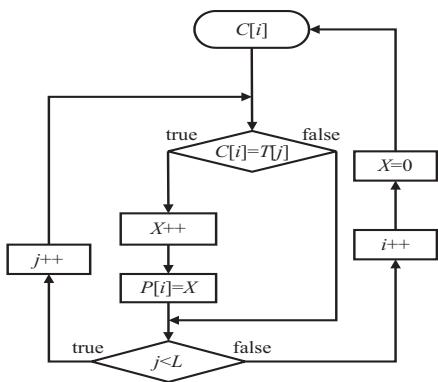 C[i]
true
false
C[i]=T[j]
X=0
X++
i++
j++
P[i]=X
true
false
j<L